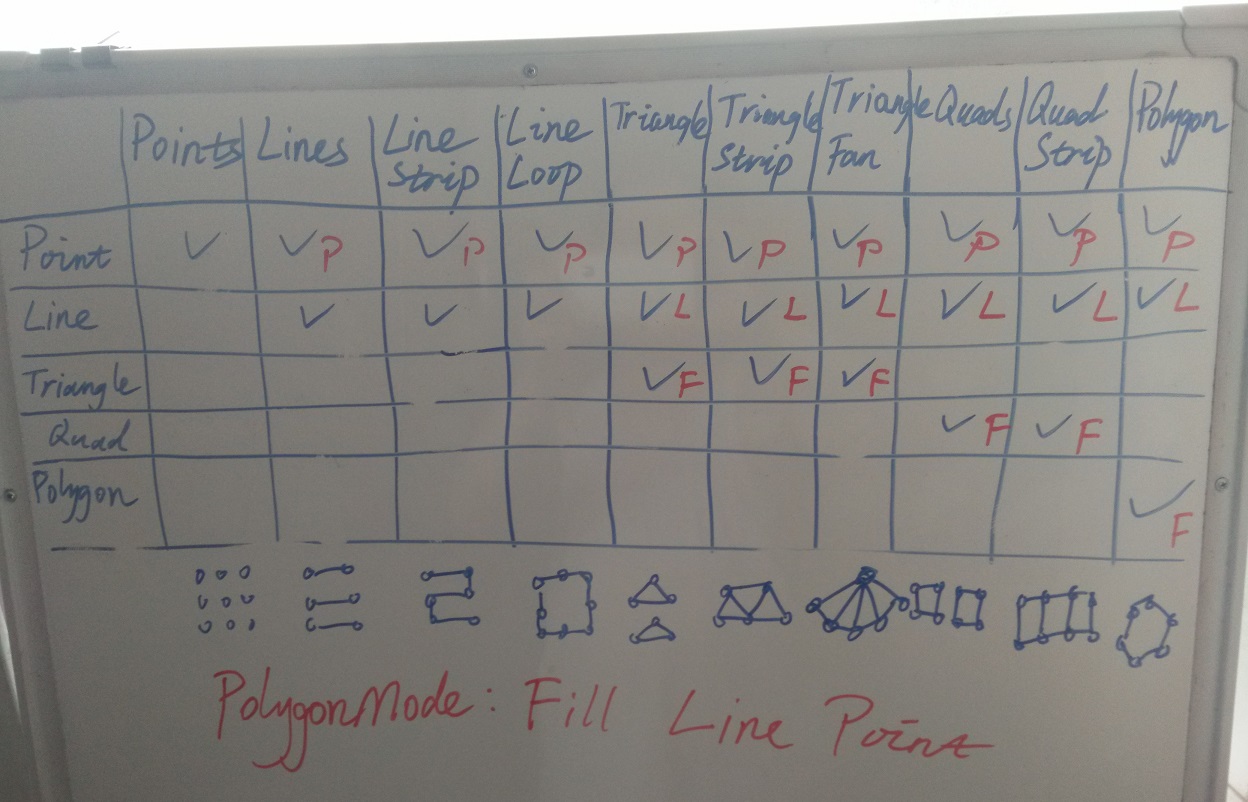 Points Lines Line Strip Line Loop Triangle Triangle Strip Triangle Fan Quads Quad Strip Polygon
Point ✓ ✓P ✓P ✓P ✓P ✓P ✓P ✓P ✓P ✓P
Line ✓ ✓ ✓ ✓L ✓L ✓L ✓L ✓L ✓L
Triangle ✓F ✓F ✓F
Quad ✓F ✓F
Polygon ✓F
PolygonMode: Fill Line Point